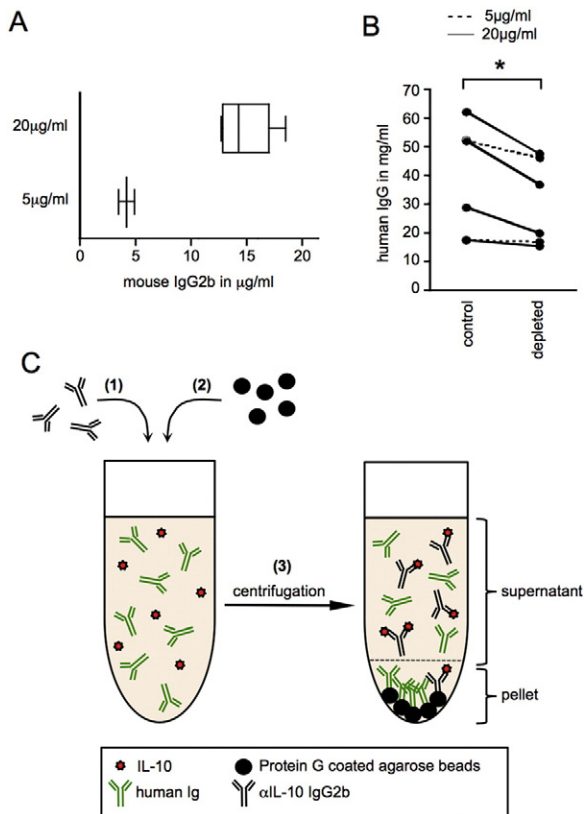 A
20μg/ml
5μg/ml
0 5 10 15 20
mouse IgG2b in μg/ml
B
5μg/ml
20μg/ml
*
human IgG in mg/ml
70
60
50
40
30
20
10
0
control
depleted
C
(1)
(2)
(3)
centrifugation
supernatant
pellet
IL-10
Protein G coated agarose beads
human Ig
αIL-10 IgG2b